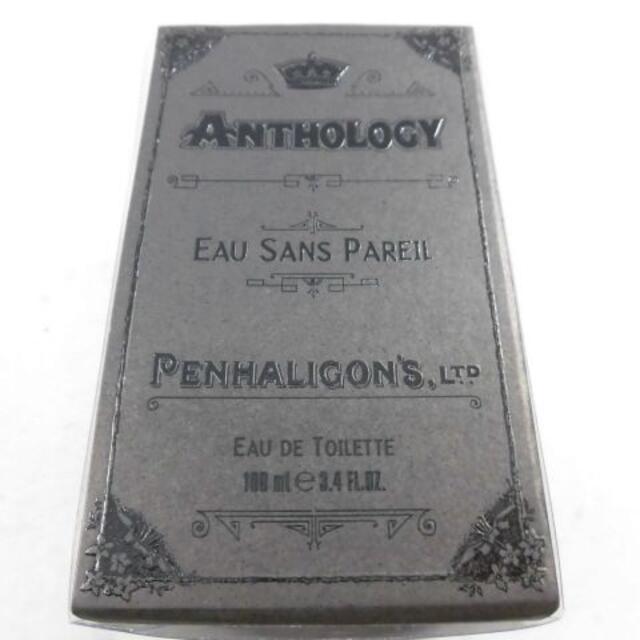 ANTHOLOGY
EAU SANS PAREIL
PENHALIGON'S, LTD
EAU DE TOILETTE
100 ml e 3.4 FL.OZ.